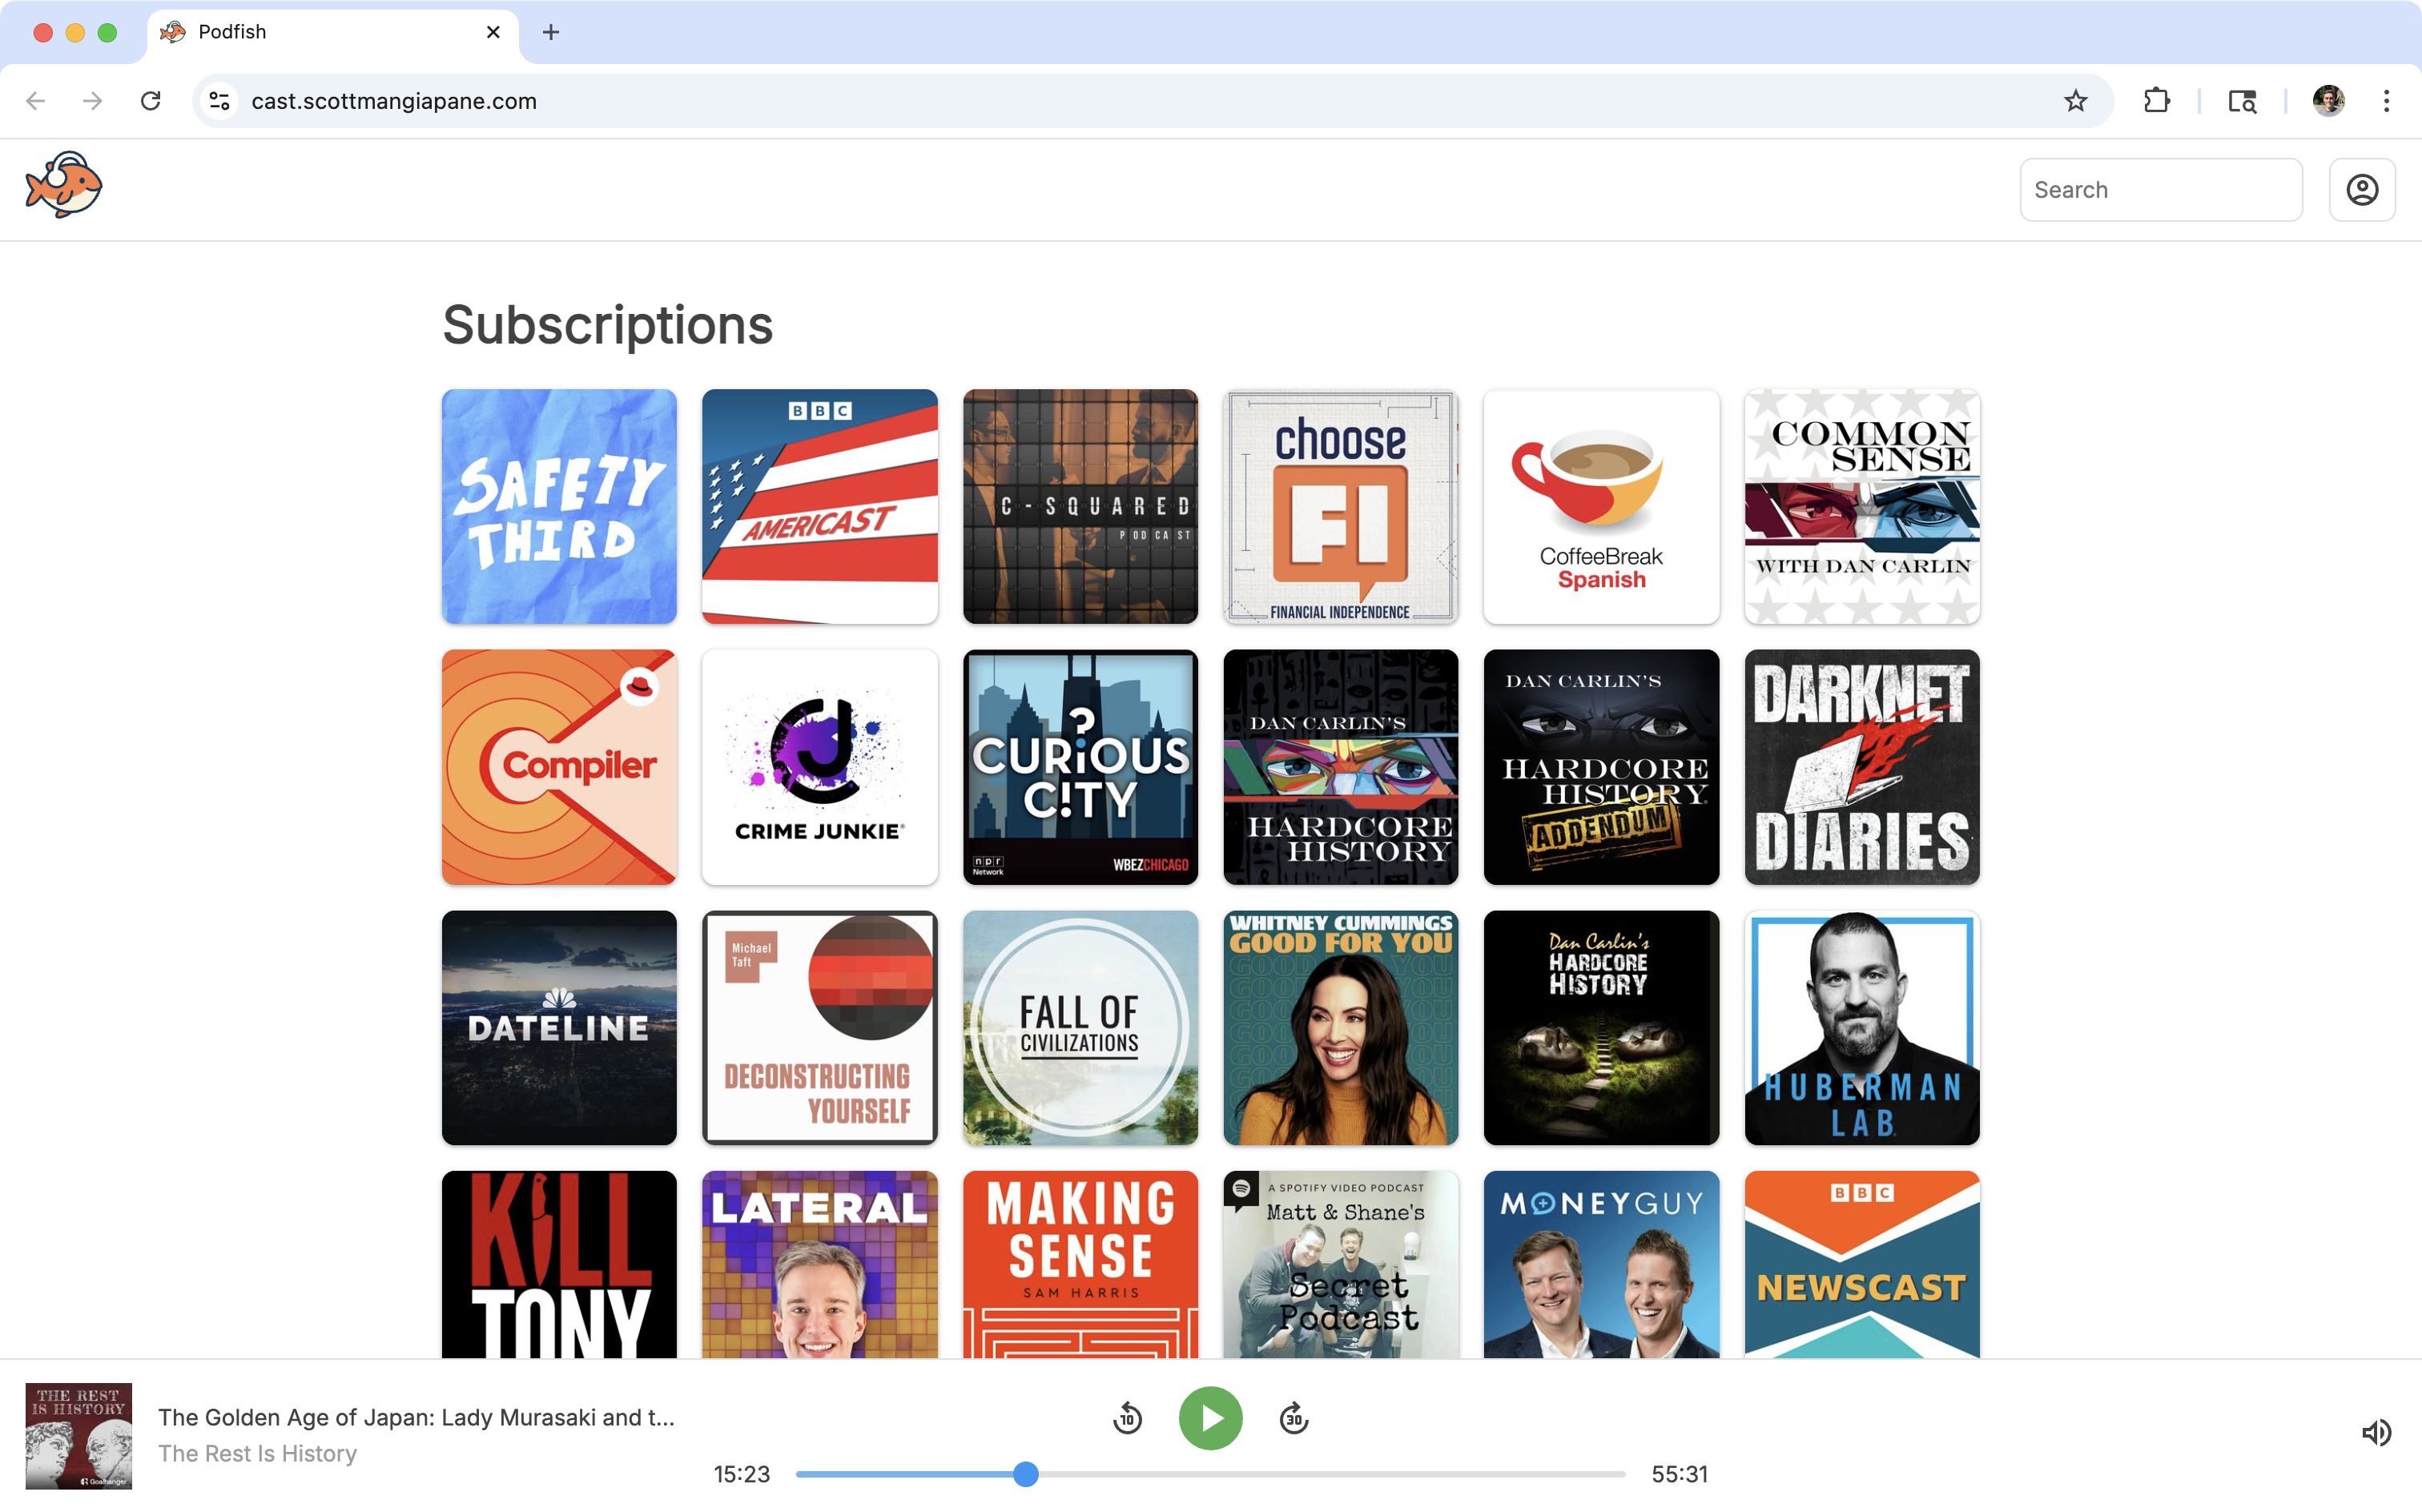 Podfish
cast.scottmangiapane.com
Search
Subscriptions
SAFETY
THIRD
BBC
AMERICAST
C-SQUARED
PODCAST
choose
FI
FINANCIAL INDEPENDENCE
CoffeeBreak
Spanish
COMMON
SENSE
WITH DAN CARLIN
Compiler
CJ
CRIME JUNKIE
?
CURiOUS
C!TY
npr
Network
WBEZCHICAGO
DAN CARLIN'S
HARDCORE
HISTORY
DAN CARLIN'S
HARDCORE
HISTORY
ADDENDUM
DARKNET
DIARIES
DATELINE
Michael
Taft
DECONSTRUCTING
YOURSELF
FALL OF
CIVILIZATIONS
WHITNEY CUMMINGS
GOOD FOR YOU
Dan Carlin's
HARDCORE
HISTORY
HUBERMAN
LAB
KILL
TONY
LATERAL
MAKING
SENSE
SAM HARRIS
A SPOTIFY VIDEO PODCAST
Matt & Shane's
Secret
Podcast
MONEYGUY
BBC
NEWSCAST
THE REST
IS HISTORY
Goalhanger
The Golden Age of Japan: Lady Murasaki and t...
The Rest Is History
10
30
15:23
55:31